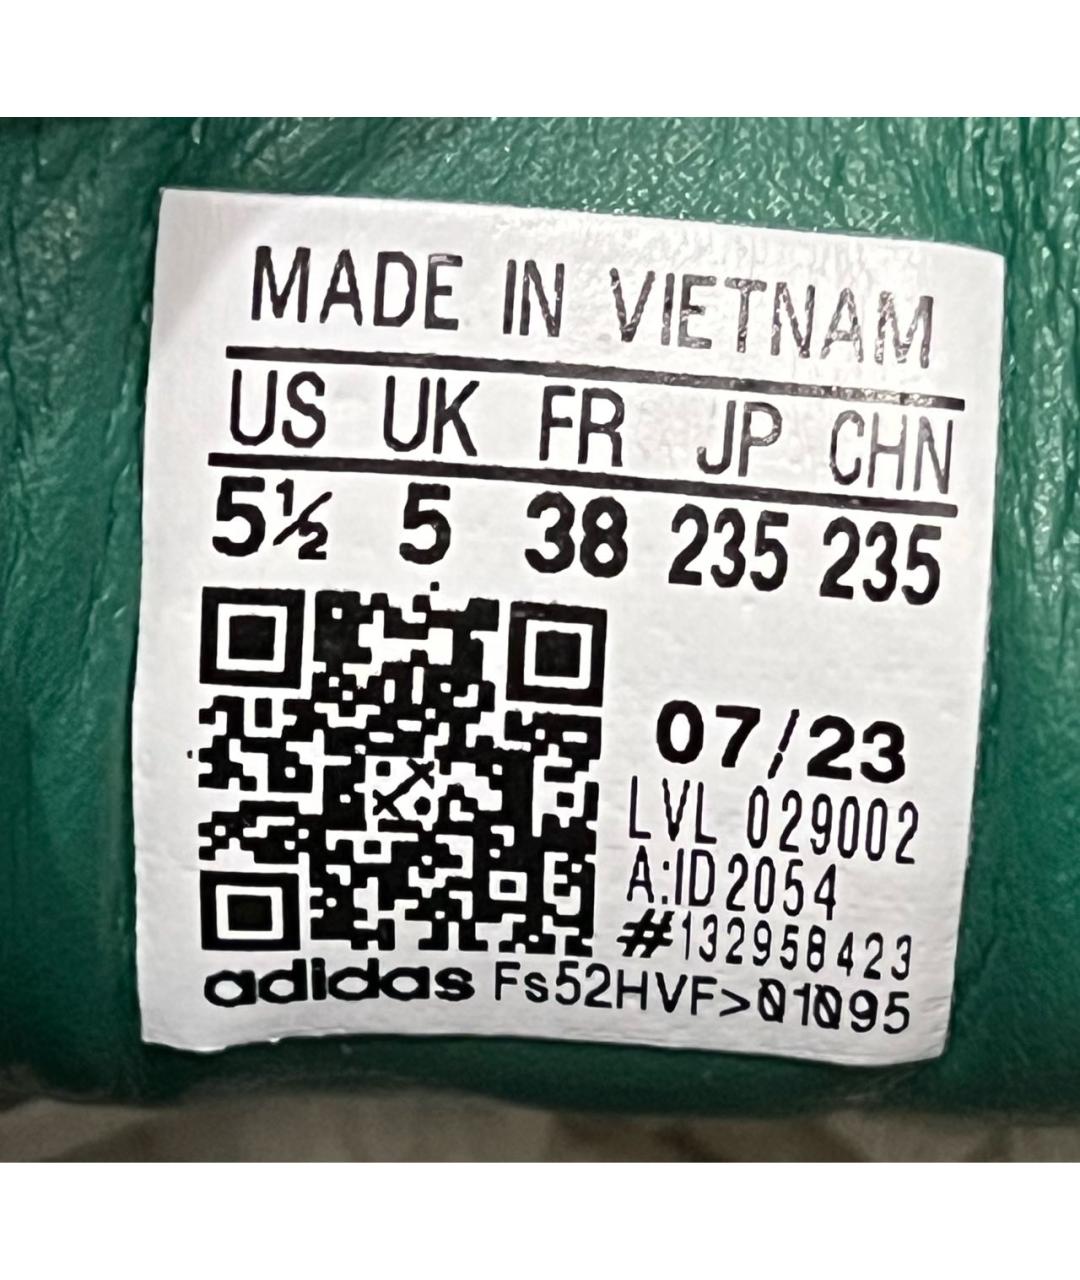 MADE IN VIETNAM
US UK FR JP CHN
5½ 5 38 235 235
07/23
LVL 029002
A:ID2054
#132958423
adidas Fs52HVF>01095